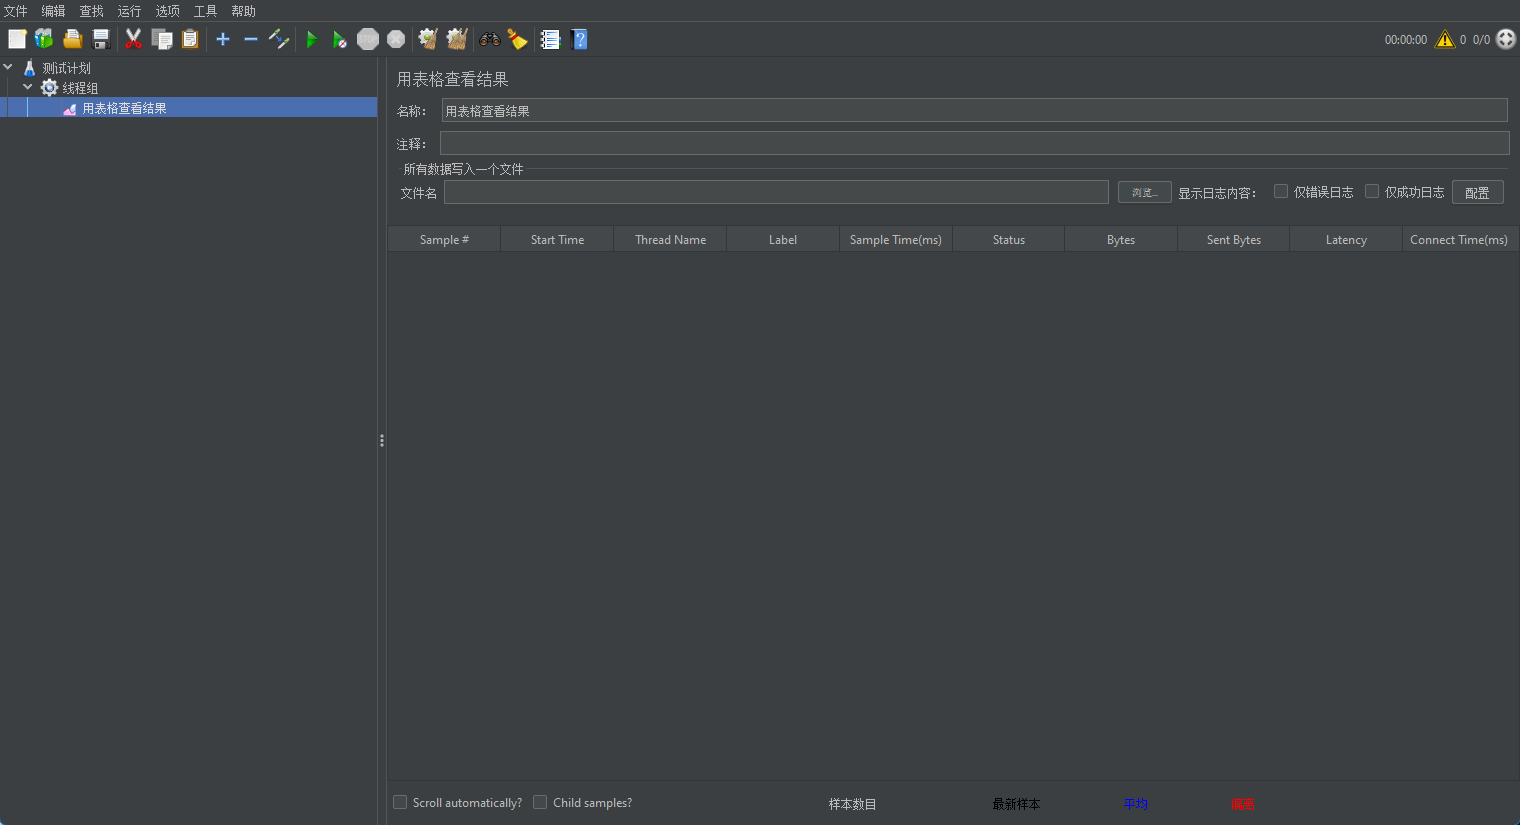 文件 编辑 查找 运行 选项 工具 帮助
STOP
00:00:00 0 0/0
测试计划
线程组
用表格查看结果
用表格查看结果
名称： 用表格查看结果
注释：
所有数据写入一个文件
文件名 浏览... 显示日志内容： 仅错误日志 仅成功日志 配置
Sample # Start Time Thread Name Label Sample Time(ms) Status Bytes Sent Bytes Latency Connect Time(ms)
Scroll automatically? Child samples? 样本数目 最新样本 平均 偏离